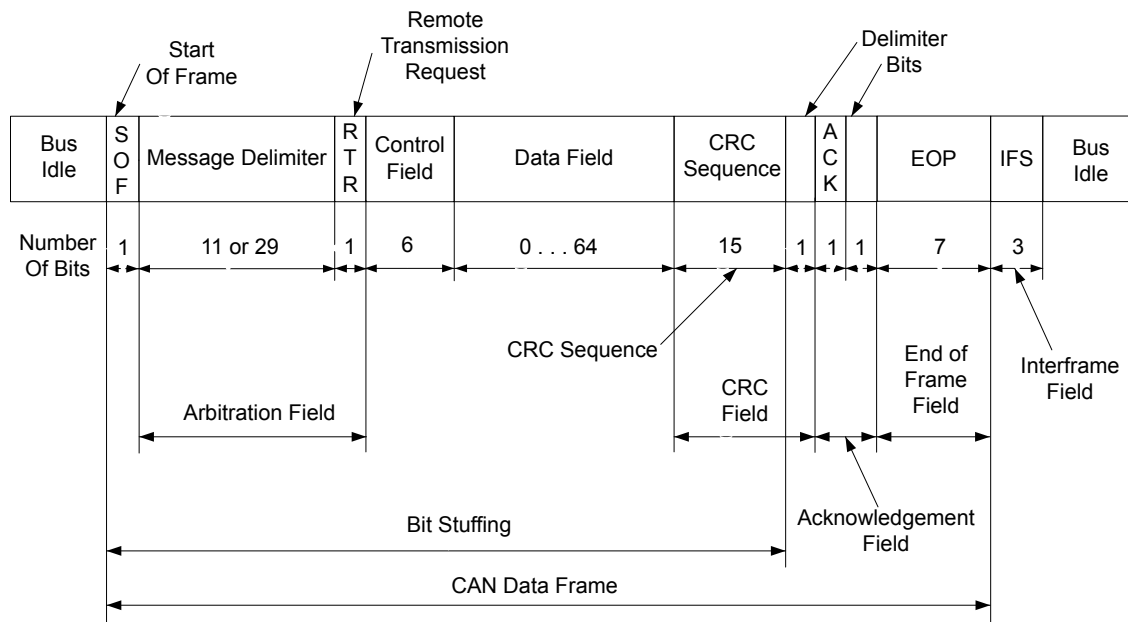 Start
Of Frame
Remote
Transmission
Request
Delimiter
Bits
Bus
Idle
S
O
F
Message Delimiter
R
T
R
Control
Field
Data Field
CRC
Sequence
A
C
K
EOP
IFS
Bus
Idle
Number
Of Bits
1
11 or 29
1
6
0 . . . 64
15
1
1
1
7
3
CRC Sequence
Arbitration Field
CRC
Field
End of
Frame
Field
Interframe
Field
Bit Stuffing
Acknowledgement
Field
CAN Data Frame